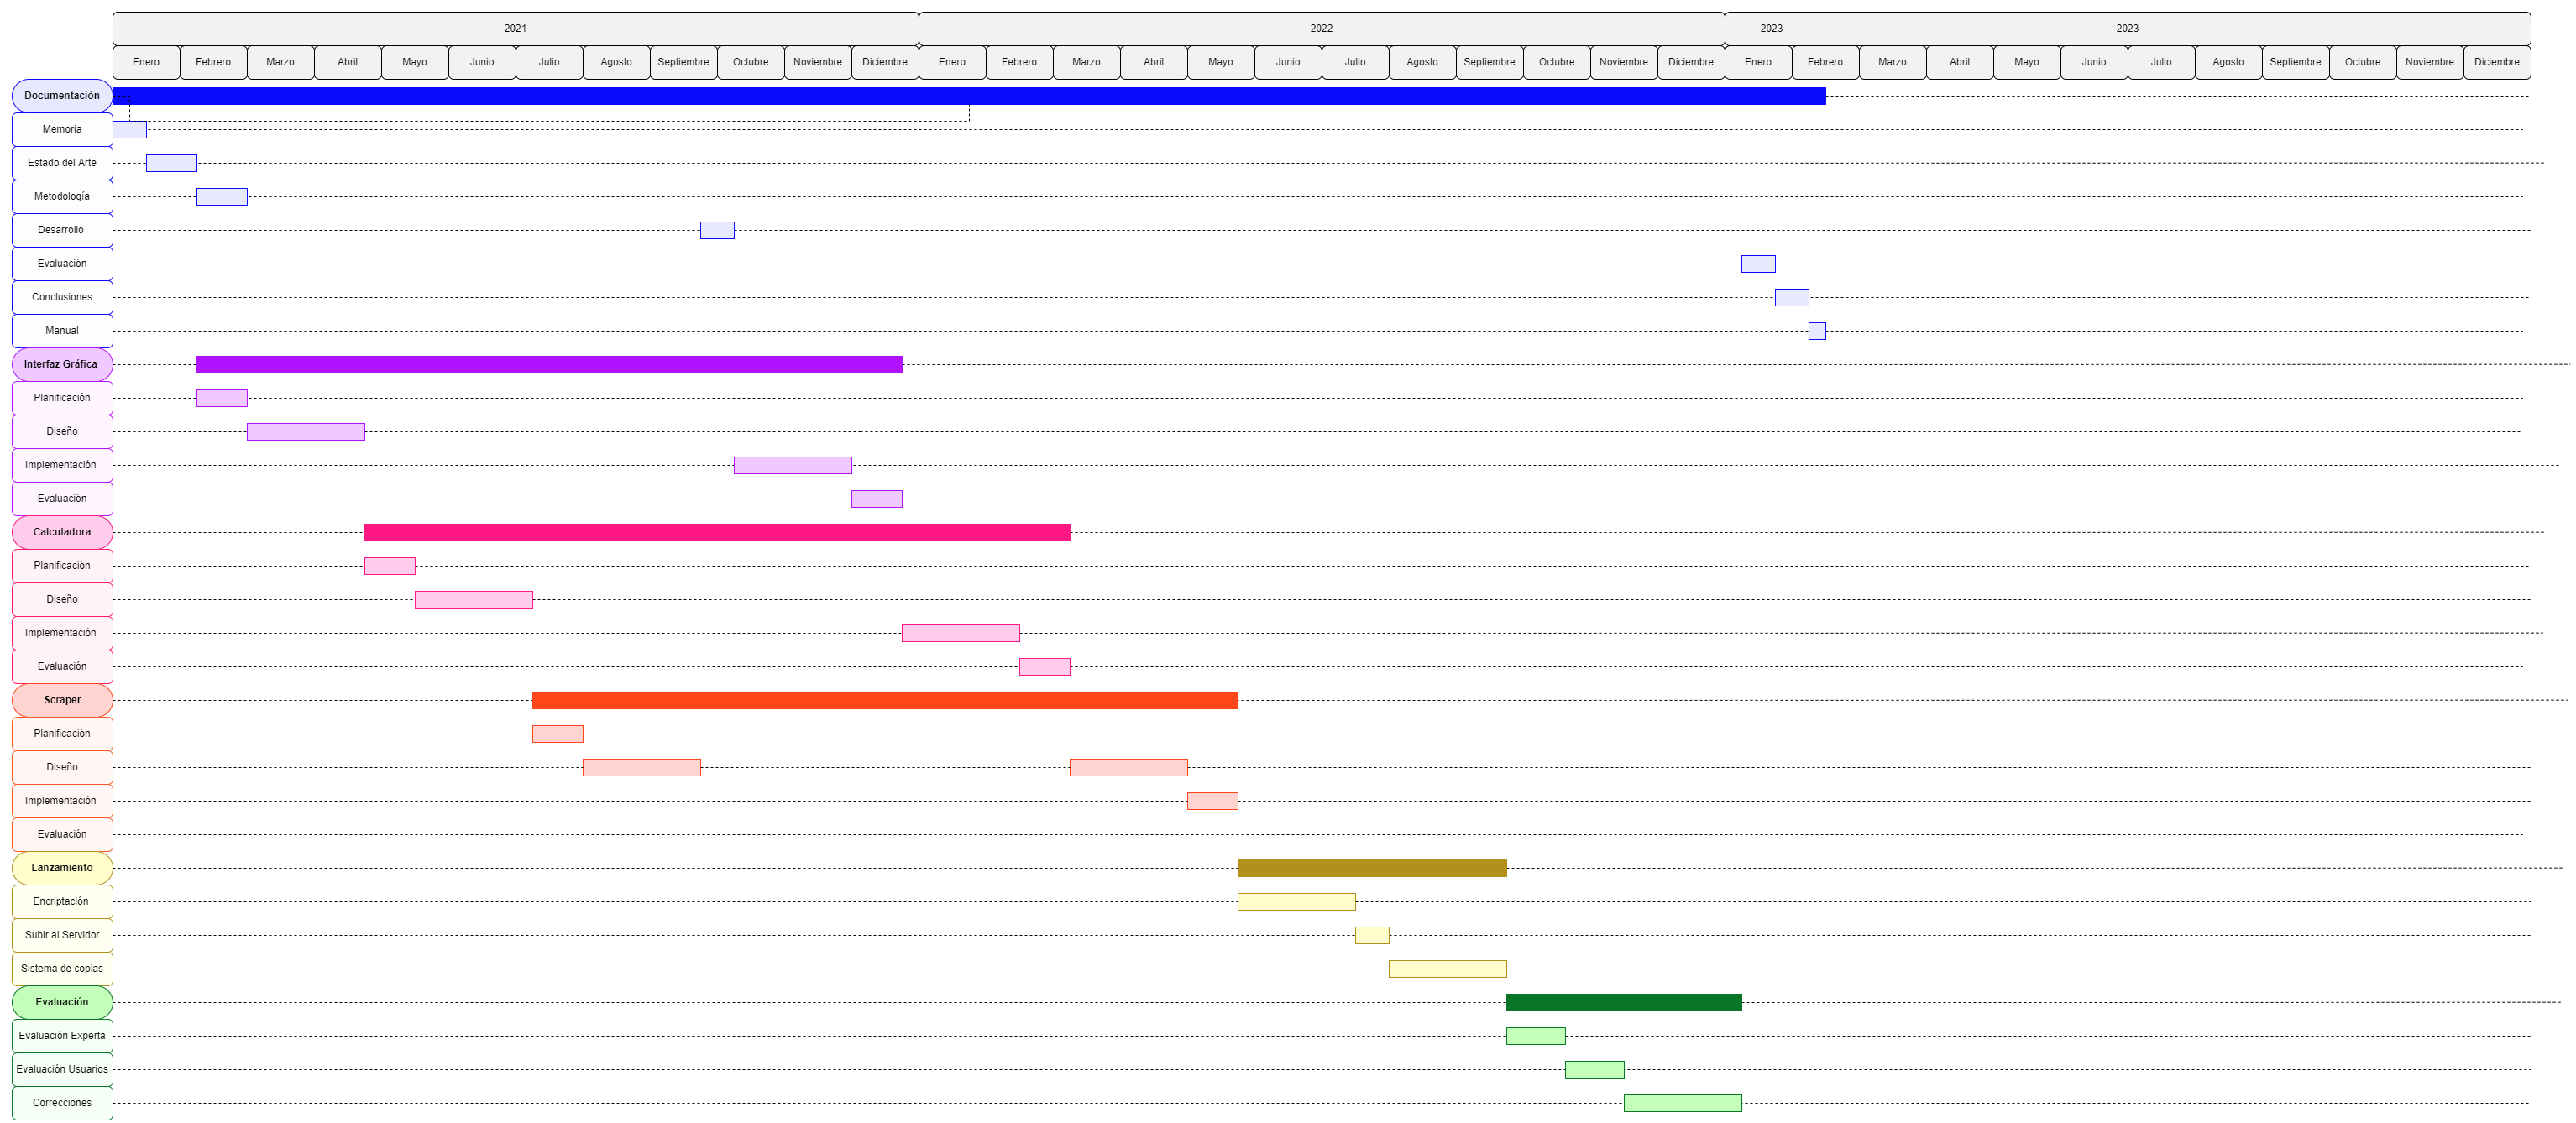 2021 2022 2023 2023
Enero Febrero Marzo Abril Mayo Junio Julio Agosto Septiembre Octubre Noviembre Diciembre Enero Febrero Marzo Abril Mayo Junio Julio Agosto Septiembre Octubre Noviembre Diciembre Enero Febrero Marzo Abril Mayo Junio Julio Agosto Septiembre Octubre Noviembre Diciembre
Documentación
Memoria
Estado del Arte
Metodología
Desarrollo
Evaluación
Conclusiones
Manual
Interfaz Gráfica
Planificación
Diseño
Implementación
Evaluación
Calculadora
Planificación
Diseño
Implementación
Evaluación
Scraper
Planificación
Diseño
Implementación
Evaluación
Lanzamiento
Encriptación
Subir al Servidor
Sistema de copias
Evaluación
Evaluación Experta
Evaluación Usuarios
Correcciones